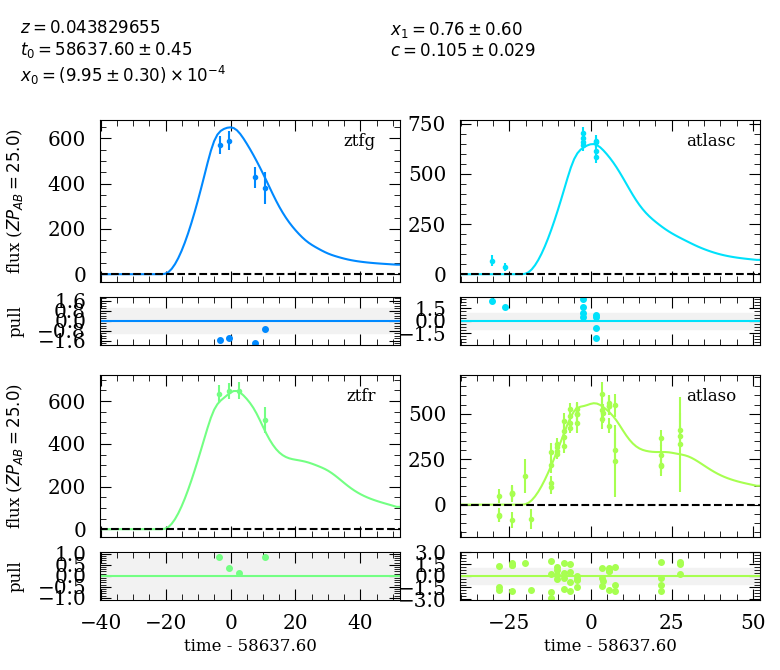 z = 0.043829655
t₀ = 58637.60 ± 0.45
x₀ = (9.95 ± 0.30) × 10⁻⁴
x₁ = 0.76 ± 0.60
c = 0.105 ± 0.029
flux (ZP_AB = 25.0)
600
400
200
0
ztfg
750
500
250
0
atlasc
pull
1.6
0.8
0.0
−0.8
−1.6
1.5
0.0
−1.5
flux (ZP_AB = 25.0)
600
400
200
0
ztfr
500
250
0
atlaso
pull
1.0
0.5
0.0
−0.5
−1.0
3.0
1.5
0.0
−1.5
−3.0
−40 −20 0 20 40
−25 0 25 50
time - 58637.60
time - 58637.60